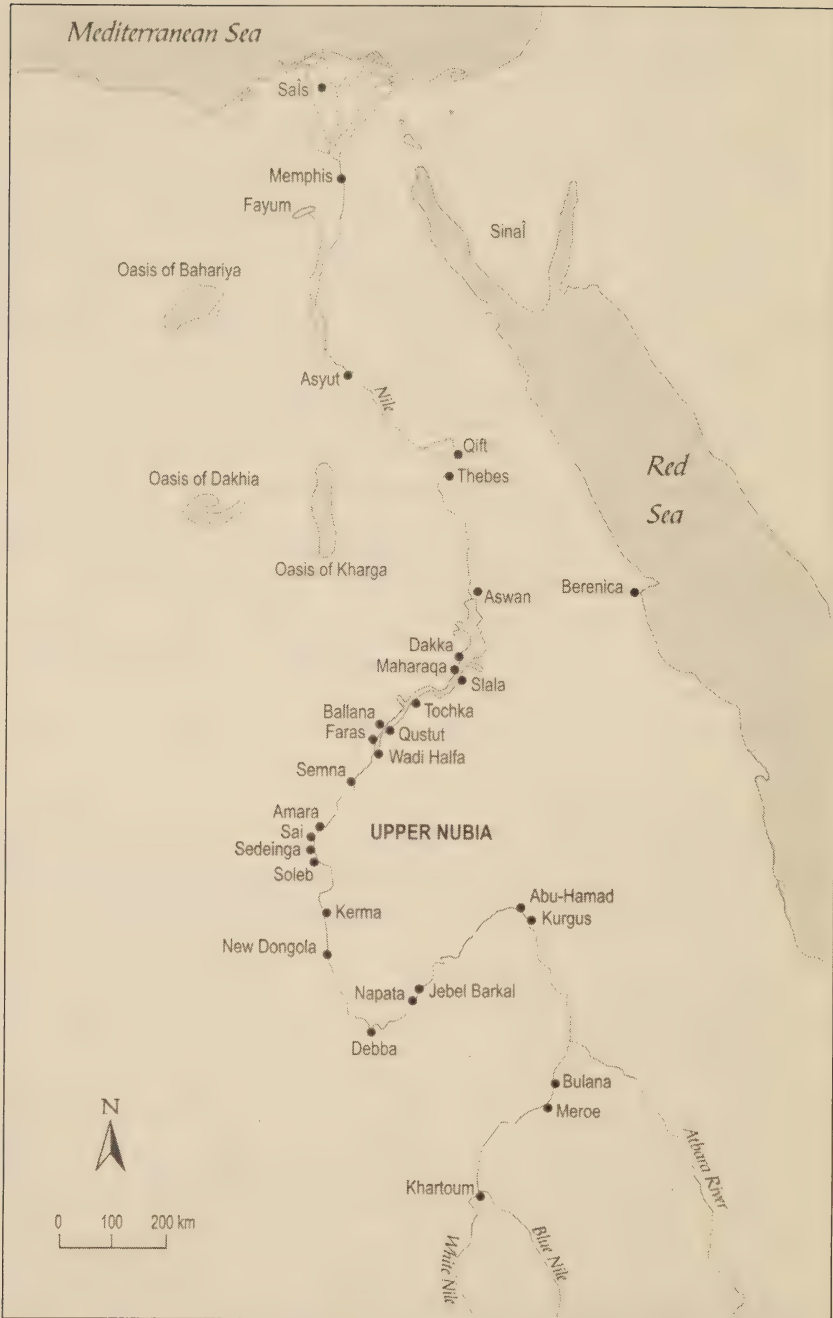 Mediterranean Sea
Saîs
Memphis
Fayum
Sinaî
Oasis of Bahariya
Asyut
Nile
Qift
Thebes
Red
Sea
Oasis of Dakhia
Oasis of Kharga
Aswan
Berenica
Dakka
Maharaqa
Slala
Tochka
Ballana
Qustut
Faras
Wadi Halfa
Semna
Amara
UPPER NUBIA
Sai
Sedeinga
Soleb
Abu-Hamad
Kurgus
Kerma
New Dongola
Jebel Barkal
Napata
Debba
Bulana
Meroe
N
Atbara River
Khartoum
0 100 200 km
White Nile
Blue Nile